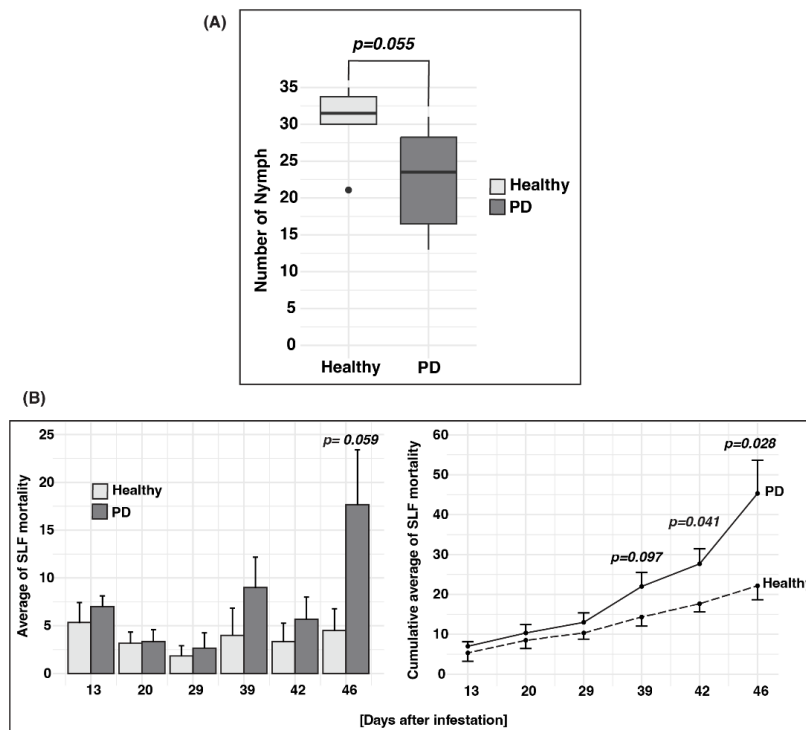 (A)
p=0.055
Number of Nymph
35
30
25
20
15
10
5
0
Healthy
PD
Healthy PD
(B)
Average of SLF mortality
25
20
15
10
5
0
p= 0.059
Healthy
PD
13 20 29 39 42 46
Cumulative average of SLF mortality
60
50
40
30
20
10
0
p=0.028
PD
p=0.041
p=0.097
Healthy
13 20 29 39 42 46
[Days after infestation]